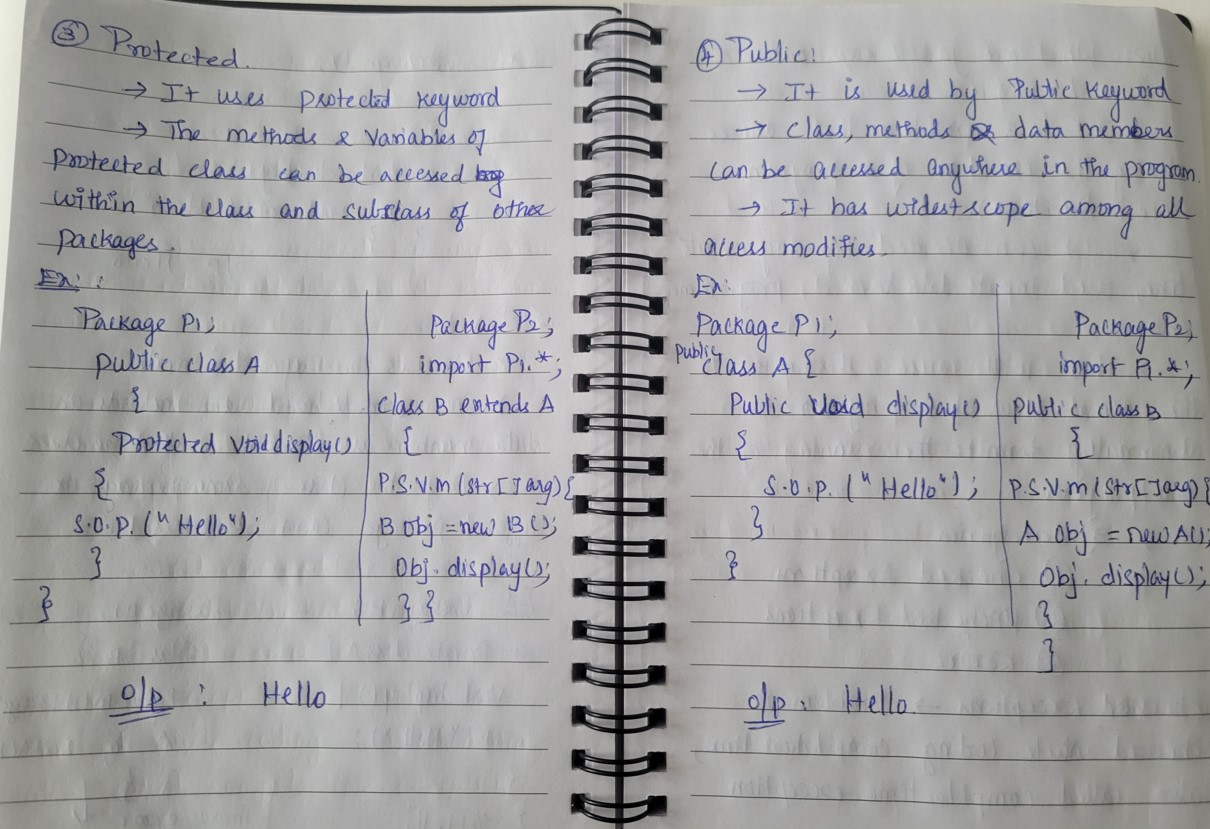 ③ Protected.
→ It uses protected keyword
→ The methods & Variables of
Protected class can be accessed
within the class and subclass of other
Packages.
Ex: :
Package P1;
public class A
{
Protected Void display()
{
S.O.P. ("Hello");
}
}
Package P2;
import P1.*;
Class B extends A
{
P.S.V.m (str[] arg) {
B Obj = new B();
Obj. display();
} }
o/p : Hello
④ Public:
→ It is used by Public Keyword
→ Class, methods & data members
can be accessed anywhere in the program.
→ It has widest scope among all
access modifies.
Ex:
Package P1;
public class A {
Public Void display()
{
S.O.P. ("Hello");
}
}
Package P2;
import P1.*;
public class B
{
P.S.V.m (str[] arg) {
A Obj = new A();
Obj. display();
}
}
o/p : Hello